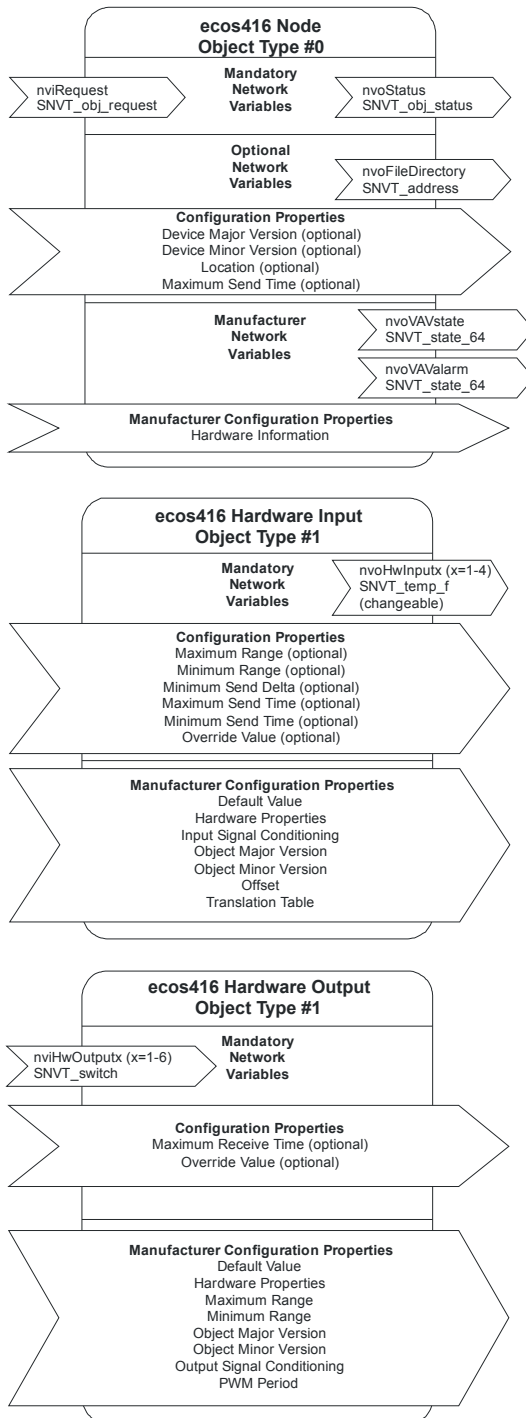 ecos416 Node
Object Type #0
Mandatory
Network
Variables
nviRequest
SNVT_obj_request
nvoStatus
SNVT_obj_status
Optional
Network
Variables
nvoFileDirectory
SNVT_address
Configuration Properties
Device Major Version (optional)
Device Minor Version (optional)
Location (optional)
Maximum Send Time (optional)
Manufacturer
Network
Variables
nvoVAVstate
SNVT_state_64
nvoVAValarm
SNVT_state_64
Manufacturer Configuration Properties
Hardware Information
ecos416 Hardware Input
Object Type #1
Mandatory
Network
Variables
nvoHwInputx (x=1-4)
SNVT_temp_f
(changeable)
Configuration Properties
Maximum Range (optional)
Minimum Range (optional)
Minimum Send Delta (optional)
Maximum Send Time (optional)
Minimum Send Time (optional)
Override Value (optional)
Manufacturer Configuration Properties
Default Value
Hardware Properties
Input Signal Conditioning
Object Major Version
Object Minor Version
Offset
Translation Table
ecos416 Hardware Output
Object Type #1
Mandatory
Network
Variables
nviHwOutputx (x=1-6)
SNVT_switch
Configuration Properties
Maximum Receive Time (optional)
Override Value (optional)
Manufacturer Configuration Properties
Default Value
Hardware Properties
Maximum Range
Minimum Range
Object Major Version
Object Minor Version
Output Signal Conditioning
PWM Period